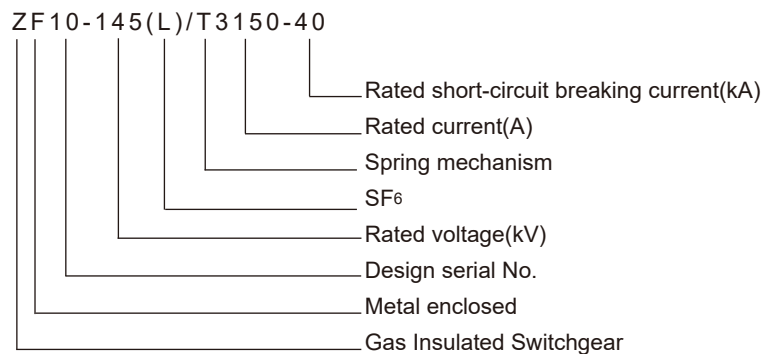 ZF10-145(L)/T3150-40
Rated short-circuit breaking current(kA)
Rated current(A)
Spring mechanism
SF6
Rated voltage(kV)
Design serial No.
Metal enclosed
Gas Insulated Switchgear